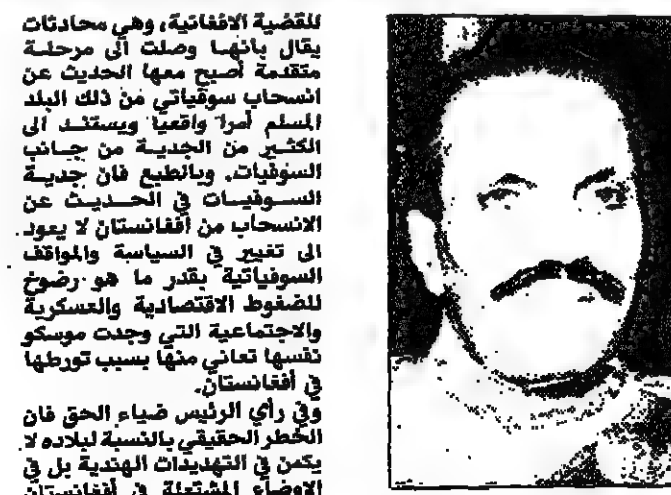 للقضية الافغانية، وهي محادثات
يقال بانها وصلت الى مرحلة
متقدمة أصبح معها الحديث عن
انسحاب سوفياتي من ذلك البلد
المسلم أمرا واقعيا ويستند الى
الكثير من الجدية من جانب
السوفيات. وبالطبع فان جدية
السوفيات في الحديث عن
الانسحاب من أفغانستان لا يعود
الى تغيير في السياسة والمواقف
السوفياتية بقدر ما هو رضوخ
للضغوط الاقتصادية والعسكرية
والاجتماعية التي وجدت موسكو
نفسها تعاني منها بسبب تورطها
في أفغانستان.
وفي رأي الرئيس ضياء الحق فان
الخطر الحقيقي بالنسبة لبلاده لا
يكمن في التهديدات الهندية بل في
الاوضاع المشتعلة في أفغانستان